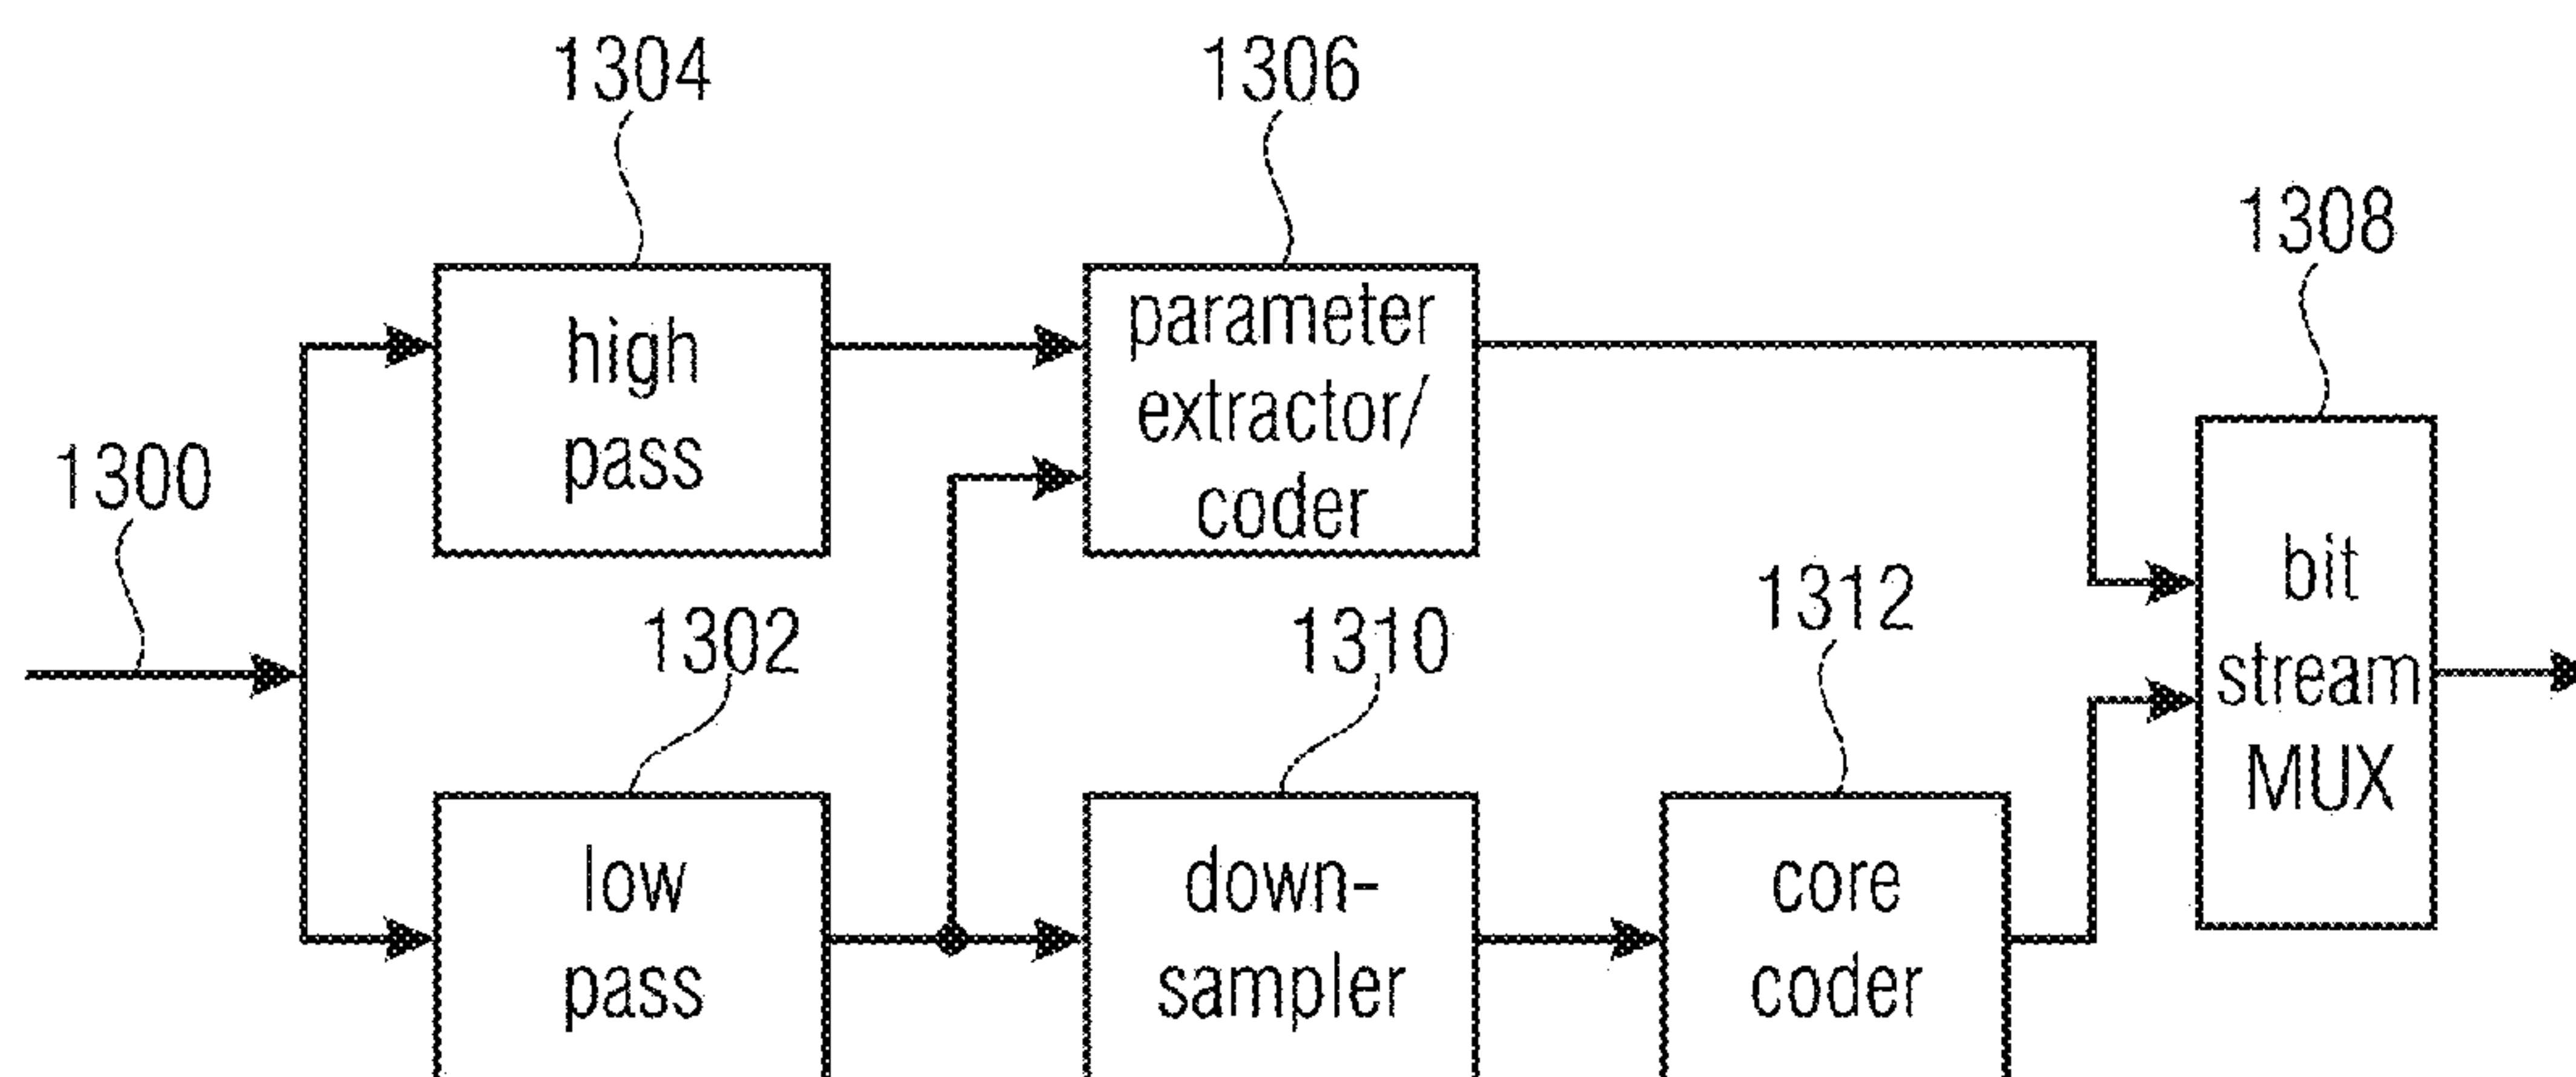 1304
1306
1308
high
pass
parameter
extractor/
coder
1300
1302
1310
1312
bit
stream
MUX
low
pass
down-
sampler
core
coder